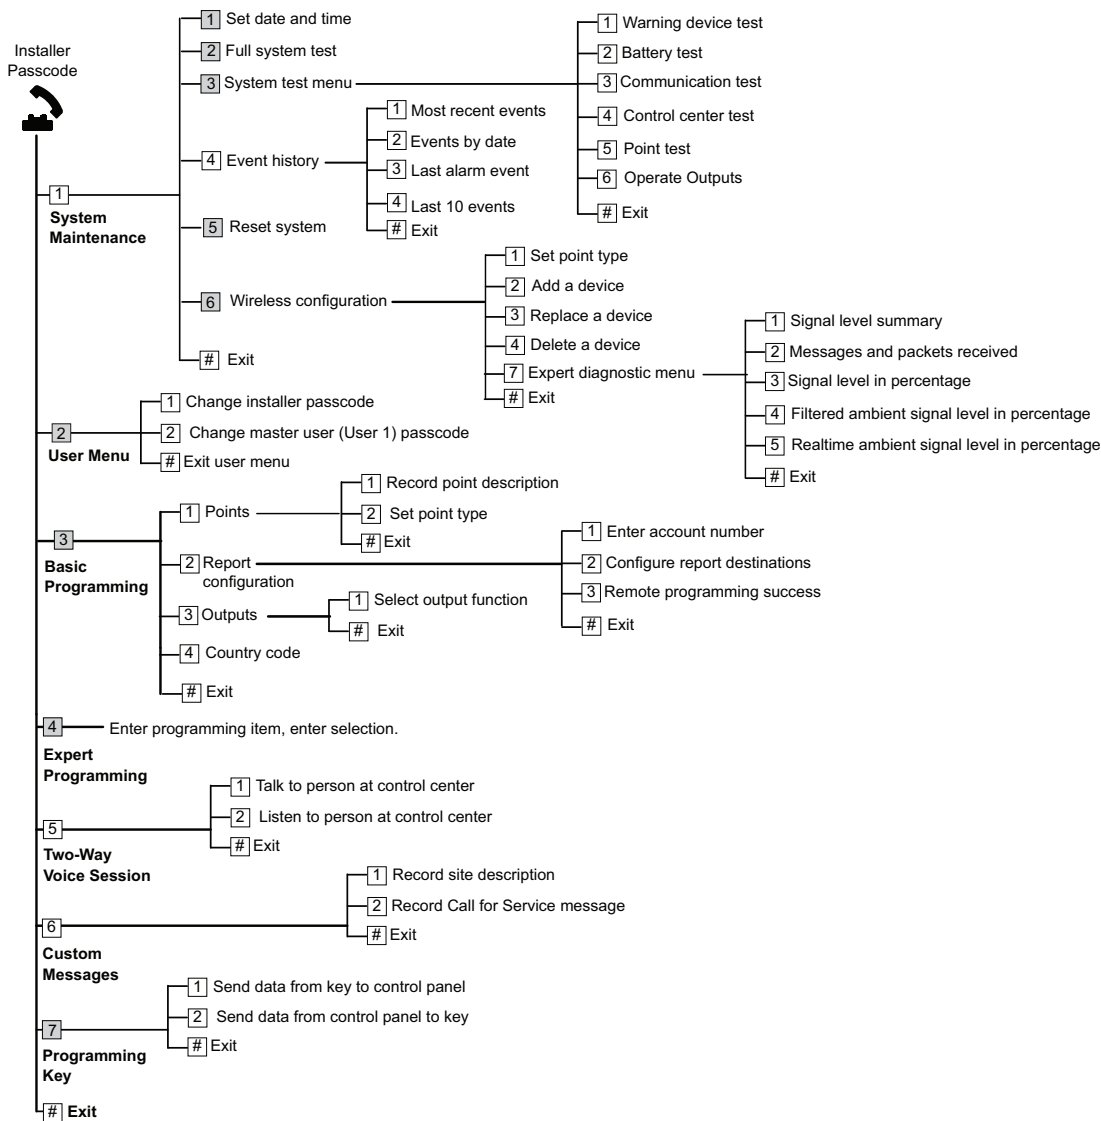 Installer
Passcode
1
System
Maintenance
1 Set date and time
2 Full system test
3 System test menu
1 Warning device test
2 Battery test
3 Communication test
4 Control center test
5 Point test
6 Operate Outputs
# Exit
4 Event history
1 Most recent events
2 Events by date
3 Last alarm event
4 Last 10 events
# Exit
5 Reset system
6 Wireless configuration
1 Set point type
2 Add a device
3 Replace a device
4 Delete a device
7 Expert diagnostic menu
1 Signal level summary
2 Messages and packets received
3 Signal level in percentage
4 Filtered ambient signal level in percentage
5 Realtime ambient signal level in percentage
# Exit
# Exit
# Exit
2
User Menu
1 Change installer passcode
2 Change master user (User 1) passcode
# Exit user menu
3
Basic
Programming
1 Points
1 Record point description
2 Set point type
# Exit
2 Report
configuration
1 Enter account number
2 Configure report destinations
3 Remote programming success
# Exit
3 Outputs
1 Select output function
# Exit
4 Country code
# Exit
4 Enter programming item, enter selection.
Expert
Programming
5
Two-Way
Voice Session
1 Talk to person at control center
2 Listen to person at control center
# Exit
6
Custom
Messages
1 Record site description
2 Record Call for Service message
# Exit
7
Programming
Key
1 Send data from key to control panel
2 Send data from control panel to key
# Exit
# Exit